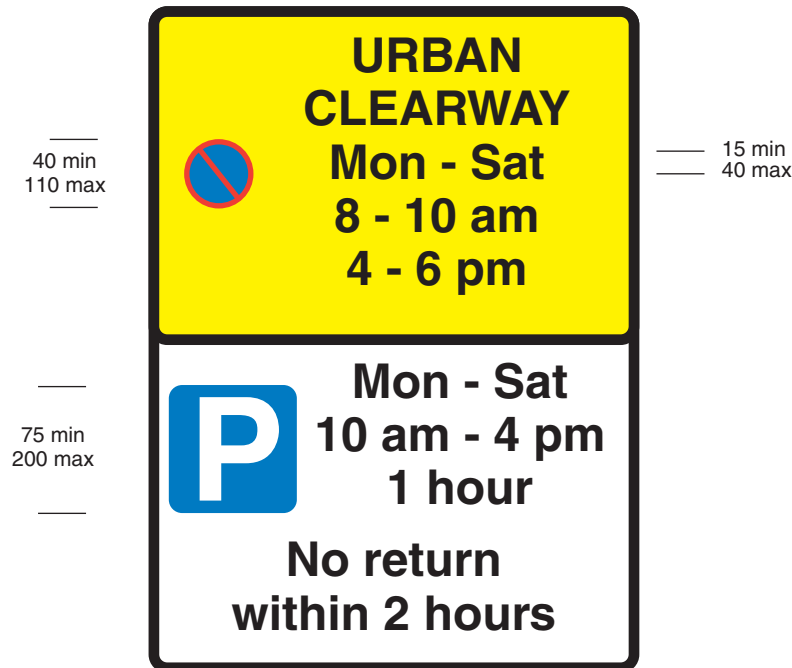 URBAN
CLEARWAY
Mon - Sat
8 - 10 am
4 - 6 pm
40 min
110 max
15 min
40 max
P
Mon - Sat
10 am - 4 pm
1 hour
No return
within 2 hours
75 min
200 max